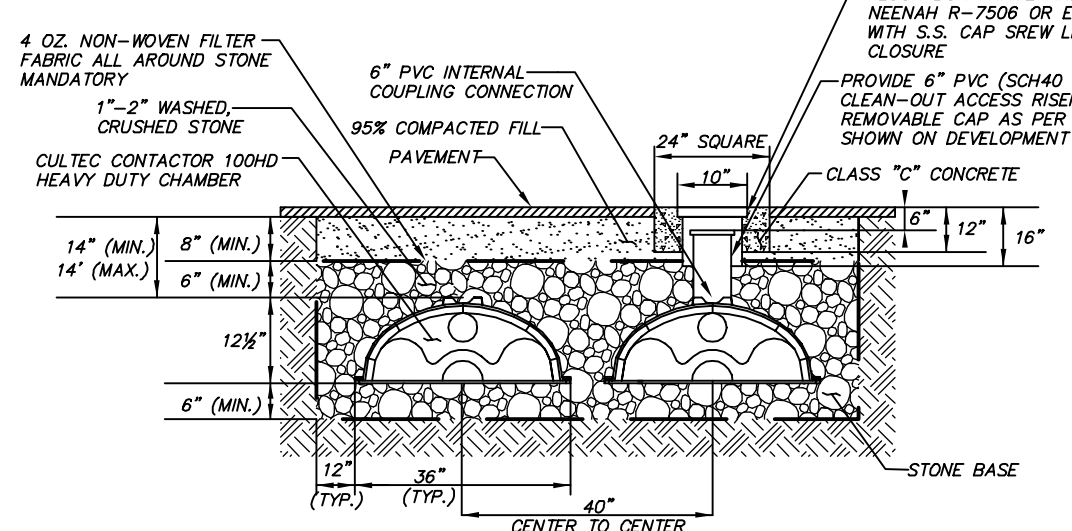 NEENAH R-7506 OR
WITH S.S. CAP SREW
CLOSURE
4 OZ. NON-WOVEN FILTER
FABRIC ALL AROUND STONE
MANDATORY
6" PVC INTERNAL
COUPLING CONNECTION
PROVIDE 6" PVC (SCH40
CLEAN-OUT ACCESS
REMOVABLE CAP AS PER
SHOWN ON DEVELOPMENT
1"-2" WASHED,
CRUSHED STONE
95% COMPACTED FILL
24" SQUARE
CULTEC CONTACTOR 100HD
HEAVY DUTY CHAMBER
PAVEMENT
10"
CLASS "C" CONCRETE
14" (MIN.)
14' (MAX.)
8" (MIN.)
6"
12"
16"
6" (MIN.)
12½"
6" (MIN.)
STONE BASE
12"
(TYP.)
36"
(TYP.)
40"
CENTER TO CENTER